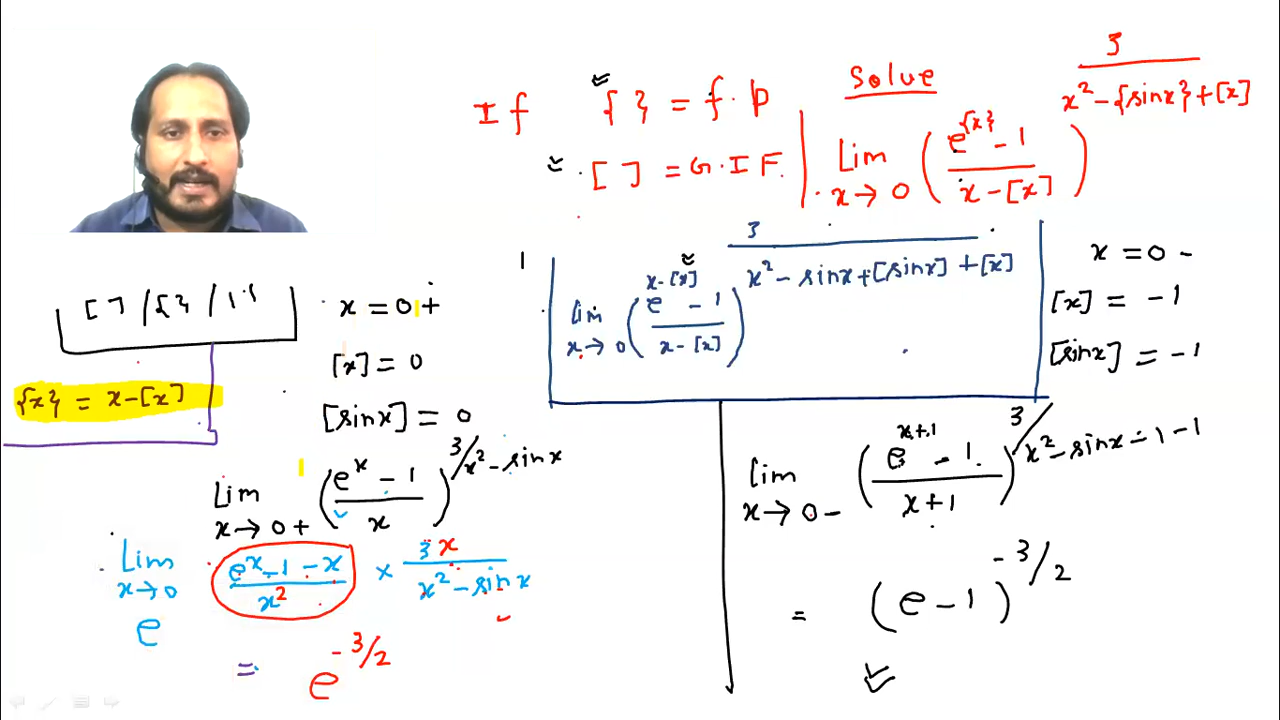 If { } = f.p
[ ] = G.I.F.
Solve
Lim x→0 ( e^{x} - 1 / x - [x] ) 3 / x² - {sinx} + [x]
[ ] / { } / | |
{x} = x - [x]
x = 0+
[x] = 0
[sinx] = 0
Lim x→0+ ( e^x - 1 / x ) 3/x² - sinx
Lim x→0 e^x - 1 - x / x² × 3x / x² - sinx
e
= e^-3/2
lim x→0 ( e^x-[x] - 1 / x - [x] ) 3 / x² - sinx + [sinx] + [x]
x = 0-
[x] = -1
[sinx] = -1
lim x→0- ( e^x+1 - 1 / x+1 ) 3/x² - sinx - 1 - 1
= (e - 1)^-3/2